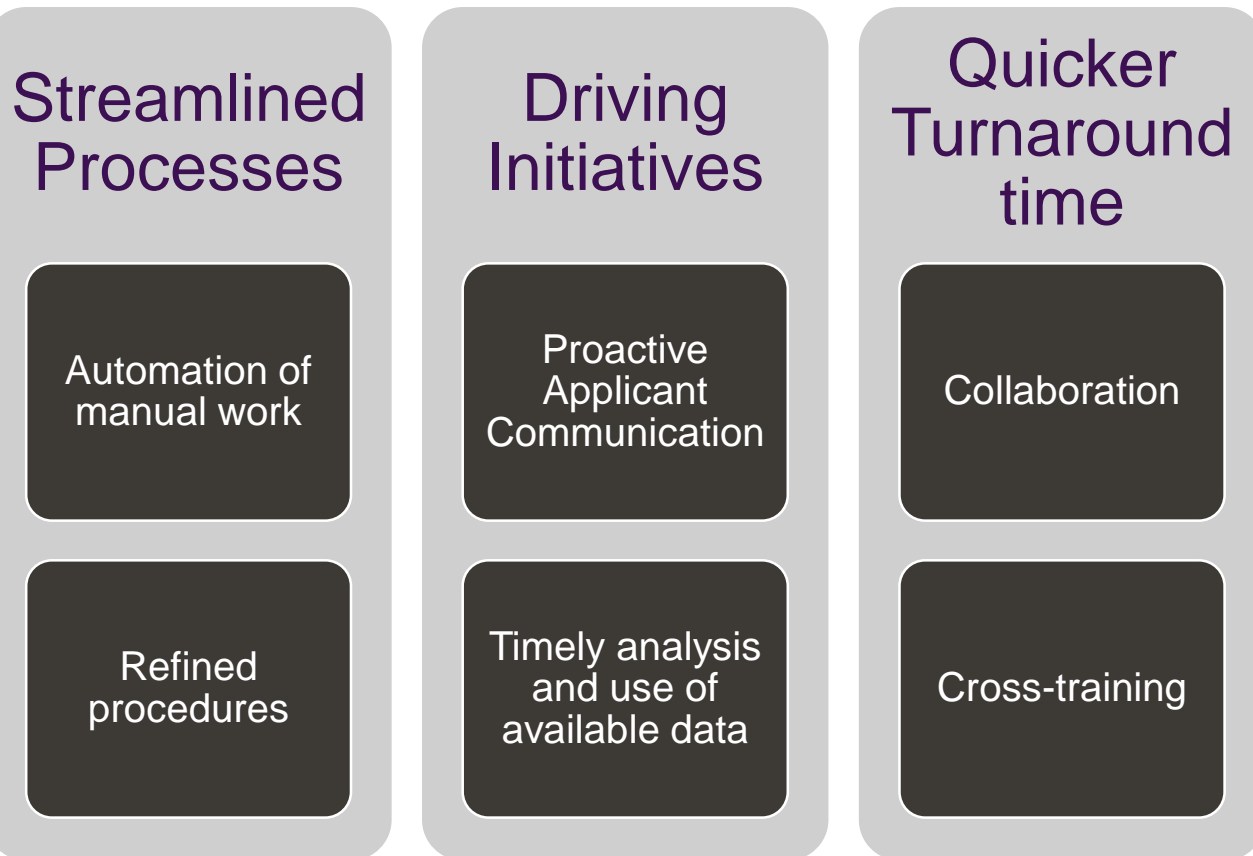 Streamlined
Processes
Automation of
manual work
Refined
procedures
Driving
Initiatives
Proactive
Applicant
Communication
Timely analysis
and use of
available data
Quicker
Turnaround
time
Collaboration
Cross-training